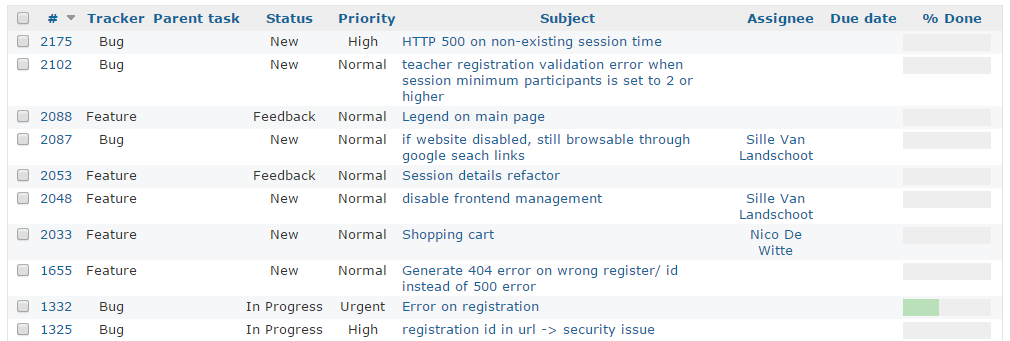 # Tracker Parent task Status Priority Subject Assignee Due date % Done
2175 Bug New High HTTP 500 on non-existing session time
2102 Bug New Normal teacher registration validation error when
session minimum participants is set to 2 or
higher
2088 Feature Feedback Normal Legend on main page
2087 Bug New Normal if website disabled, still browsable through Sille Van
google seach links Landschoot
2053 Feature Feedback Normal Session details refactor
2048 Feature New Normal disable frontend management Sille Van
Landschoot
2033 Feature New Normal Shopping cart Nico De
Witte
1655 Feature New Normal Generate 404 error on wrong register/ id
instead of 500 error
1332 Bug In Progress Urgent Error on registration
1325 Bug In Progress High registration id in url -> security issue